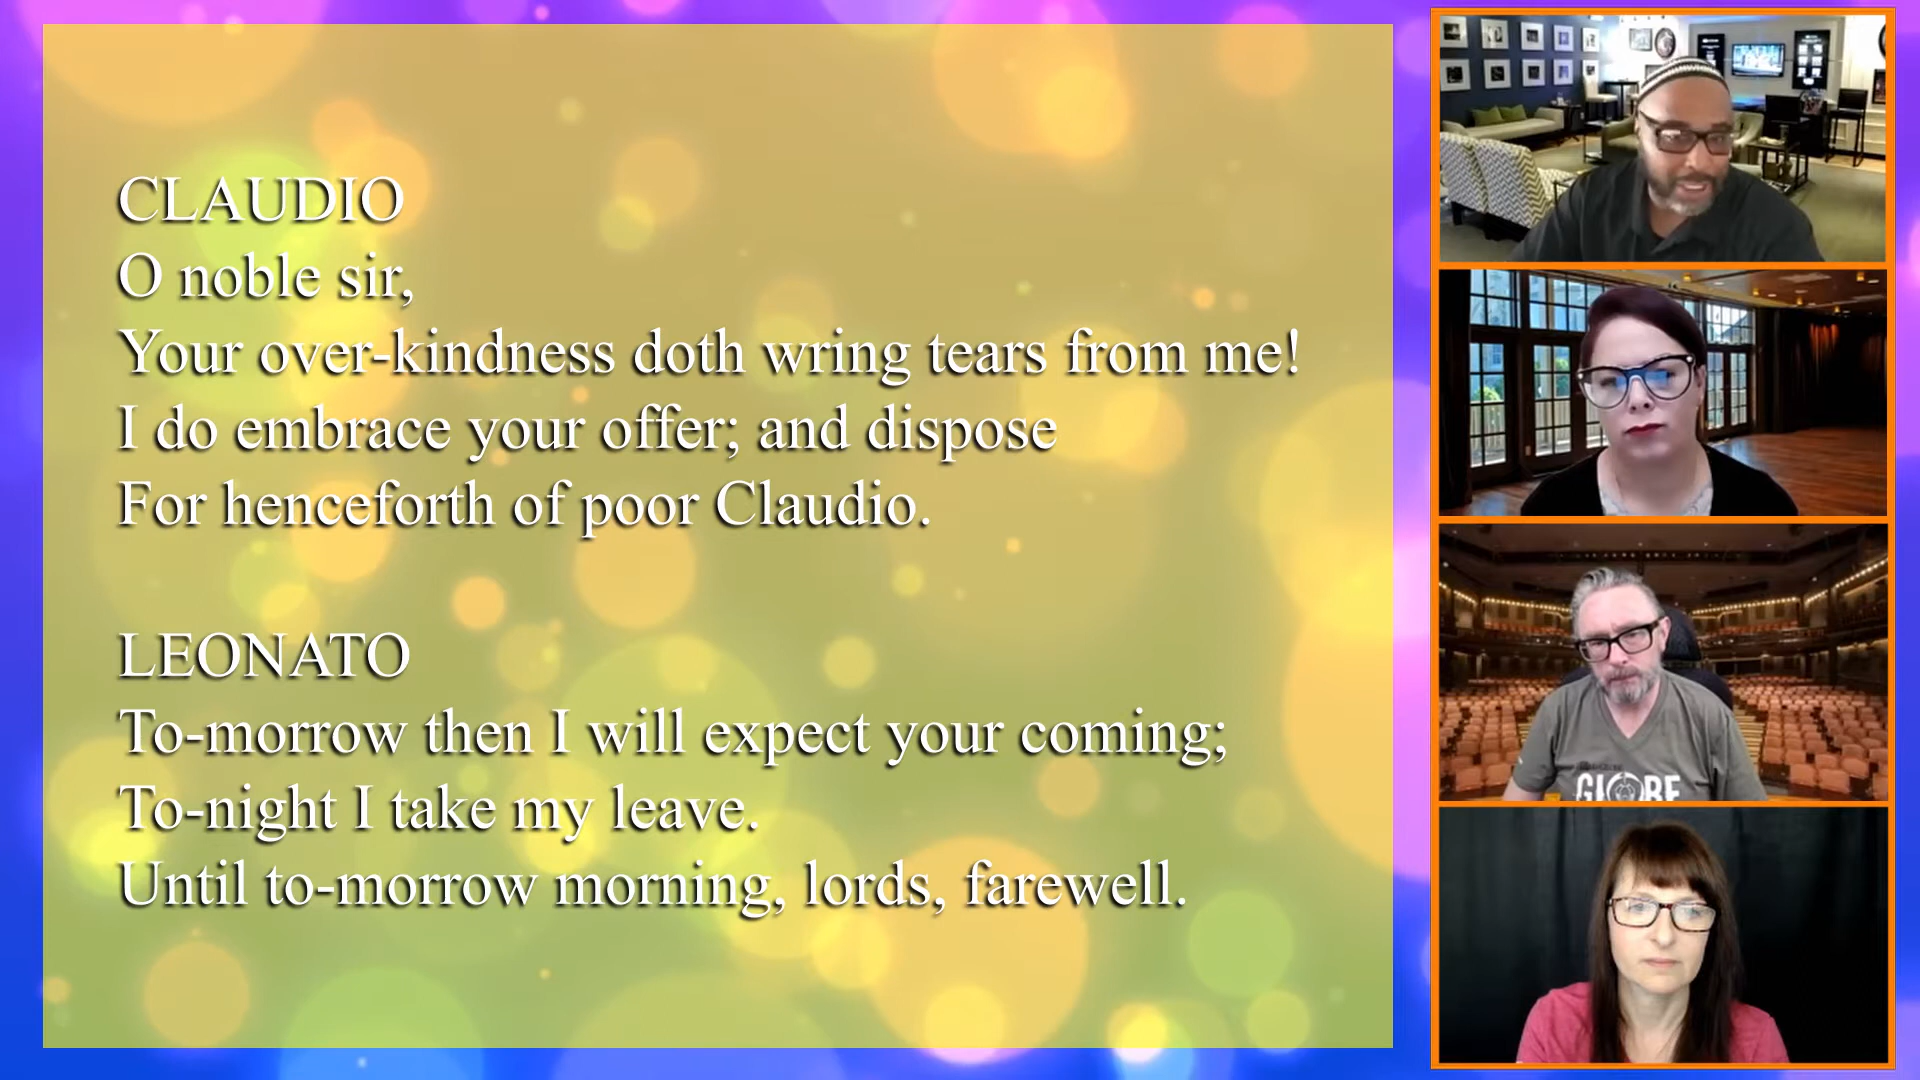 CLAUDIO
O noble sir,
Your over-kindness doth wring tears from me!
I do embrace your offer; and dispose
For henceforth of poor Claudio.
LEONATO
To-morrow then I will expect your coming;
To-night I take my leave.
Until to-morrow morning, lords, farewell.
GLOBE